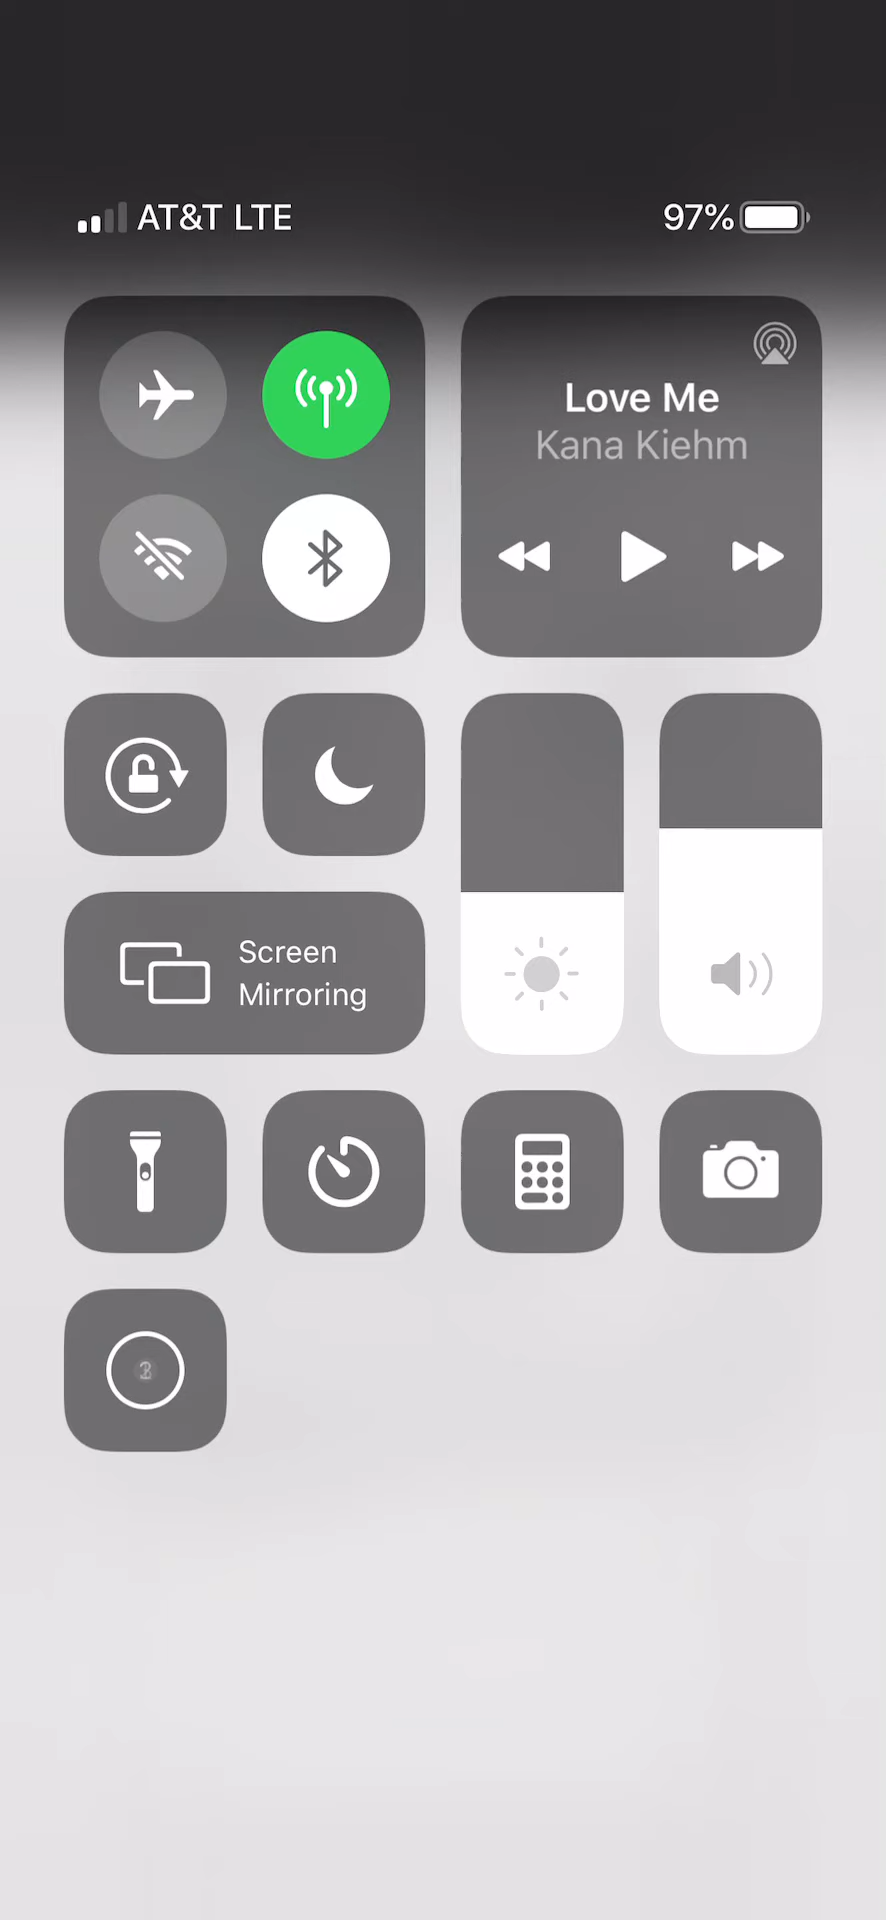 AT&T LTE
97%
Love Me
Kana Kiehm
Screen
Mirroring